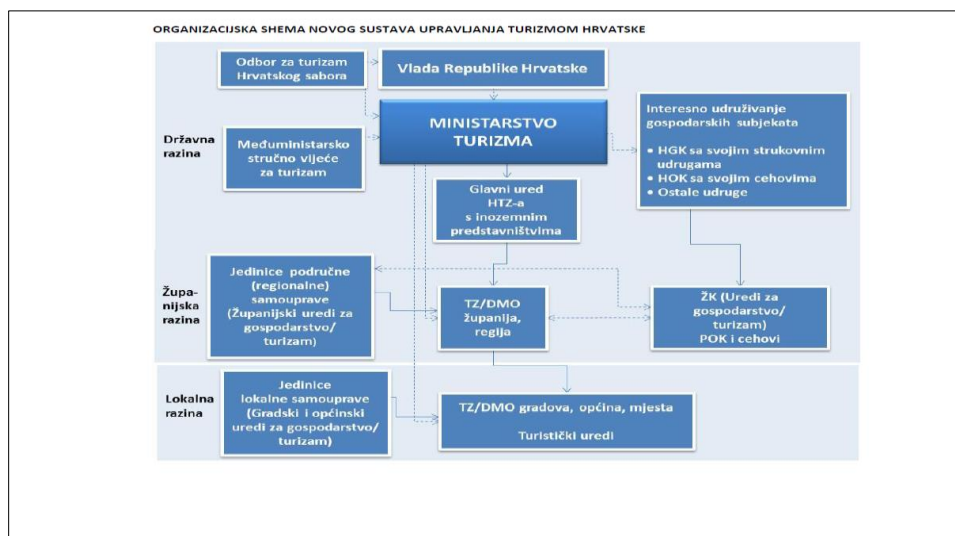 ORGANIZACIJSKA SHEMA NOVOG SUSTAVA UPRAVLJANJA TURIZMOM HRVATSKE
Odbor za turizam
Hrvatskog sabora
Vlada Republike Hrvatske
Državna
razina
MINISTARSTVO
TURIZMA
Međuministarsko
stručno vijeće
za turizam
Interesno udruživanje
gospodarskih subjekata
• HGK sa svojim strukovnim
udrugama
• HOK sa svojim cehovima
• Ostale udruge
Glavni ured
HTZ-a
s inozemnim
predstavništvima
Župa-
nijska
razina
Jedinice područne
(regionalne)
samouprave
(Županijski uredi za
gospodarstvo/
turizam)
TZ/DMO
županija,
regija
ŽK (Uredi za
gospodarstvo/
turizam)
POK i cehovi
Lokalna
razina
Jedinice
lokalne samouprave
(Gradski i općinski
uredi za gospodarstvo/
turizam)
TZ/DMO gradova, općina, mjesta
Turistički uredi